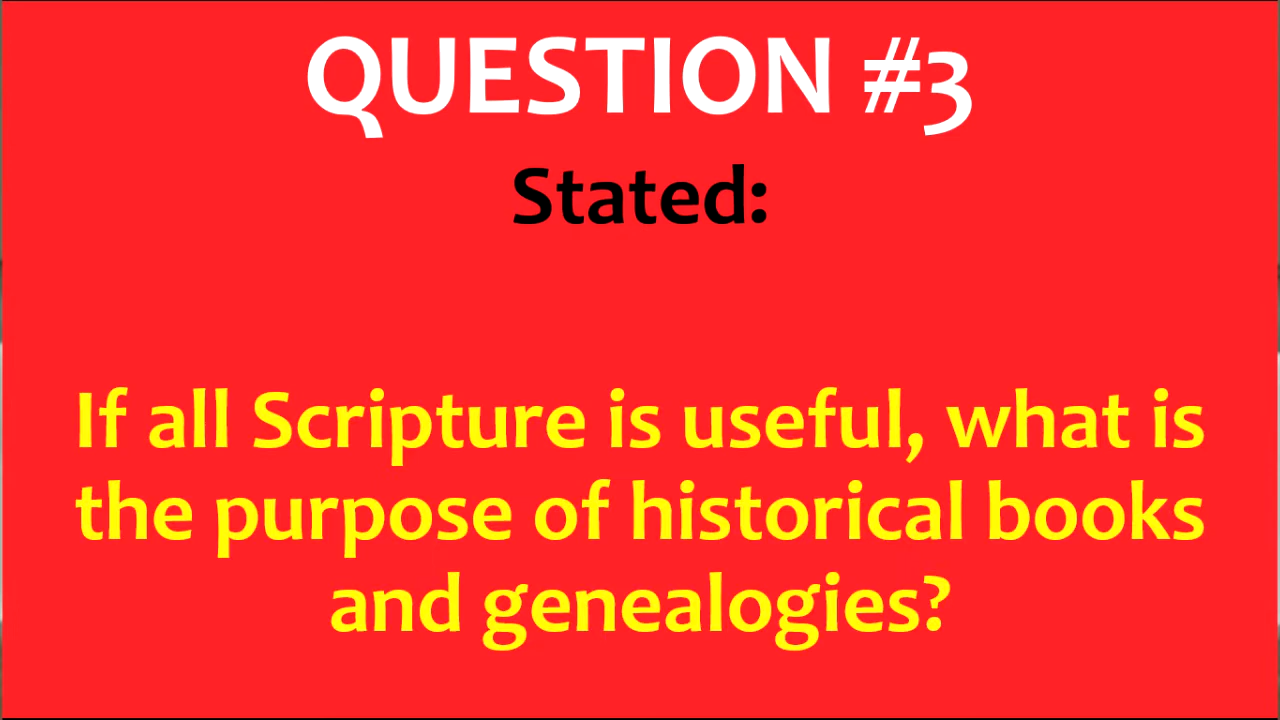 QUESTION #3
Stated:
If all Scripture is useful, what is
the purpose of historical books
and genealogies?